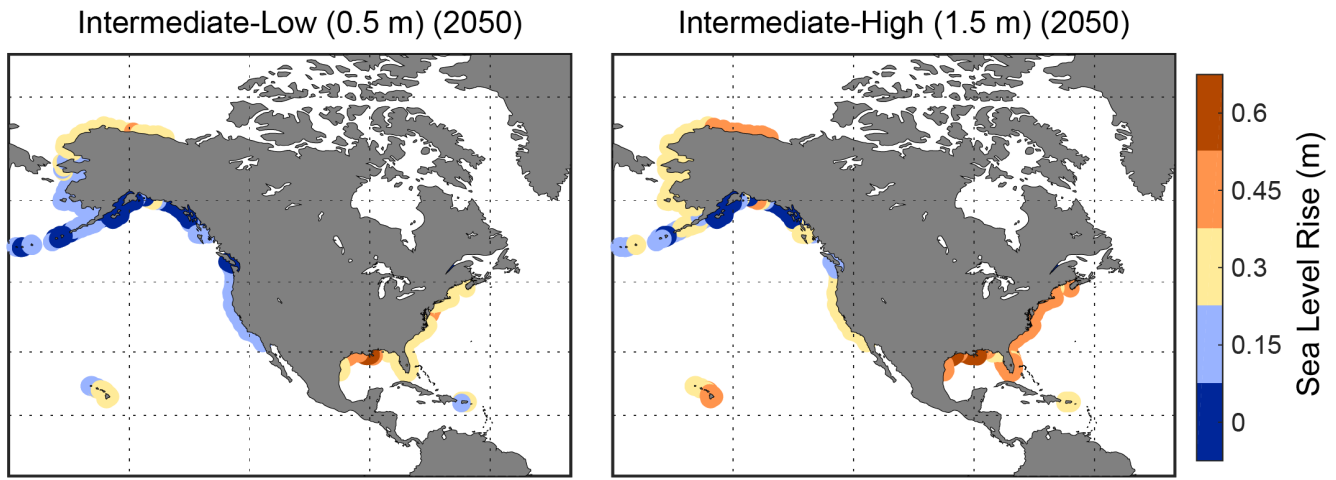 Intermediate-Low (0.5 m) (2050)
Intermediate-High (1.5 m) (2050)
0.6
0.45
0.3
0.15
0
Sea Level Rise (m)